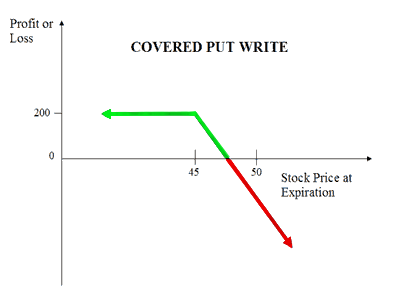 Profit or
Loss
COVERED PUT WRITE
200
0
45
50
Stock Price at
Expiration